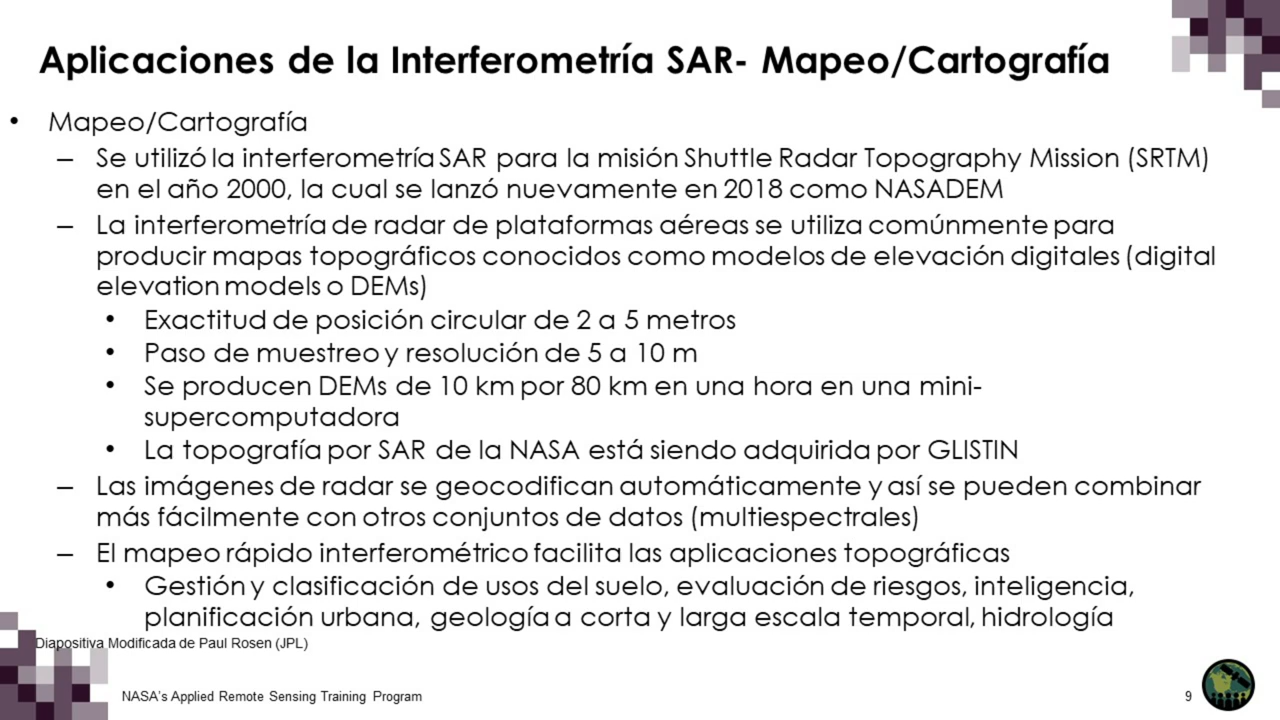 Aplicaciones de la Interferometría SAR- Mapeo/Cartografía
• Mapeo/Cartografía
– Se utilizó la interferometría SAR para la misión Shuttle Radar Topography Mission (SRTM)
en el año 2000, la cual se lanzó nuevamente en 2018 como NASADEM
– La interferometría de radar de plataformas aéreas se utiliza comúnmente para
producir mapas topográficos conocidos como modelos de elevación digitales (digital
elevation models o DEMs)
• Exactitud de posición circular de 2 a 5 metros
• Paso de muestreo y resolución de 5 a 10 m
• Se producen DEMs de 10 km por 80 km en una hora en una mini-
supercomputadora
• La topografía por SAR de la NASA está siendo adquirida por GLISTIN
– Las imágenes de radar se geocodifican automáticamente y así se pueden combinar
más fácilmente con otros conjuntos de datos (multiespectrales)
– El mapeo rápido interferométrico facilita las aplicaciones topográficas
• Gestión y clasificación de usos del suelo, evaluación de riesgos, inteligencia,
planificación urbana, geología a corta y larga escala temporal, hidrología
Diapositiva Modificada de Paul Rosen (JPL)
NASA's Applied Remote Sensing Training Program
9